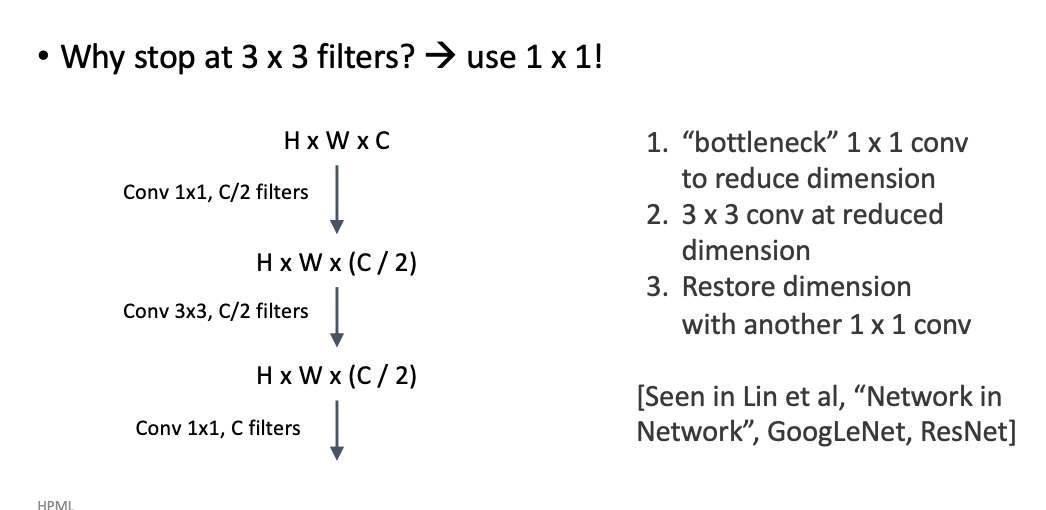 • Why stop at 3 x 3 filters? → use 1 x 1!
H x W x C
Conv 1x1, C/2 filters
H x W x (C / 2)
Conv 3x3, C/2 filters
H x W x (C / 2)
Conv 1x1, C filters
1. “bottleneck” 1 x 1 conv
to reduce dimension
2. 3 x 3 conv at reduced
dimension
3. Restore dimension
with another 1 x 1 conv
[Seen in Lin et al, “Network in
Network”, GoogLeNet, ResNet]
HPML